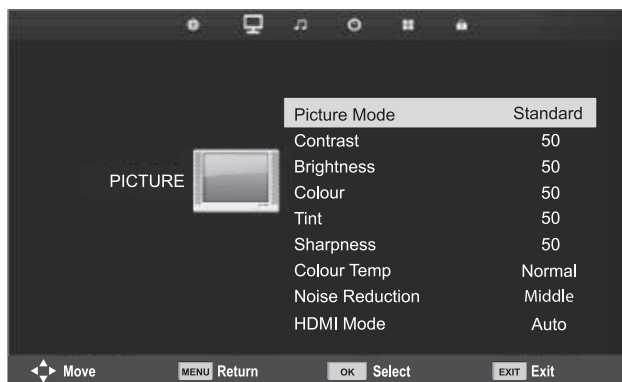 Picture Mode Standard
Contrast 50
Brightness 50
PICTURE
Colour 50
Tint 50
Sharpness 50
Colour Temp Normal
Noise Reduction Middle
HDMI Mode Auto
Move MENU Return OK Select EXIT Exit